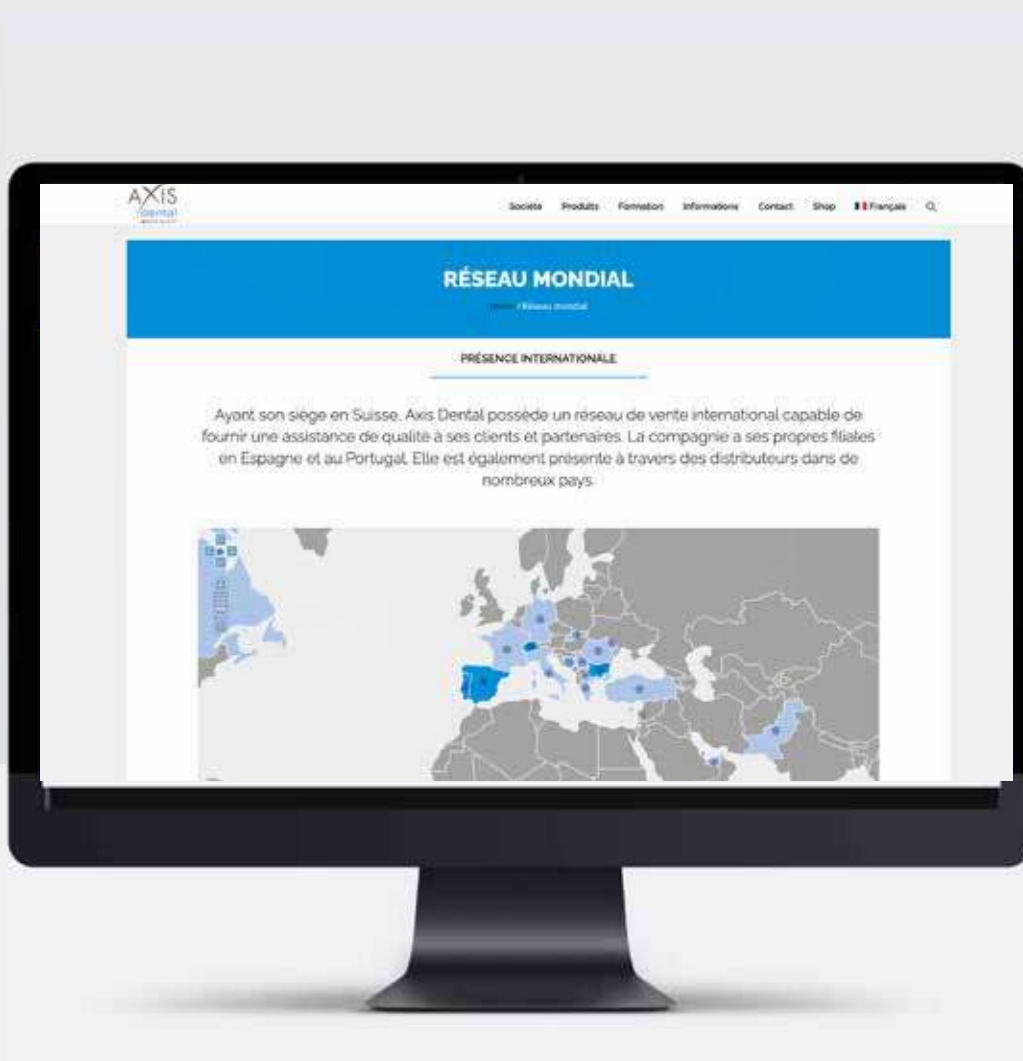 AXIS
dental
Société Produits Formation Informations Contact Shop Français
RÉSEAU MONDIAL
/ Réseau mondial
PRÉSENCE INTERNATIONALE
Ayant son siège en Suisse, Axis Dental possède un réseau de vente international capable de
fournir une assistance de qualité à ses clients et partenaires. La compagnie a ses propres filiales
en Espagne et au Portugal. Elle est également présente à travers des distributeurs dans de
nombreux pays.